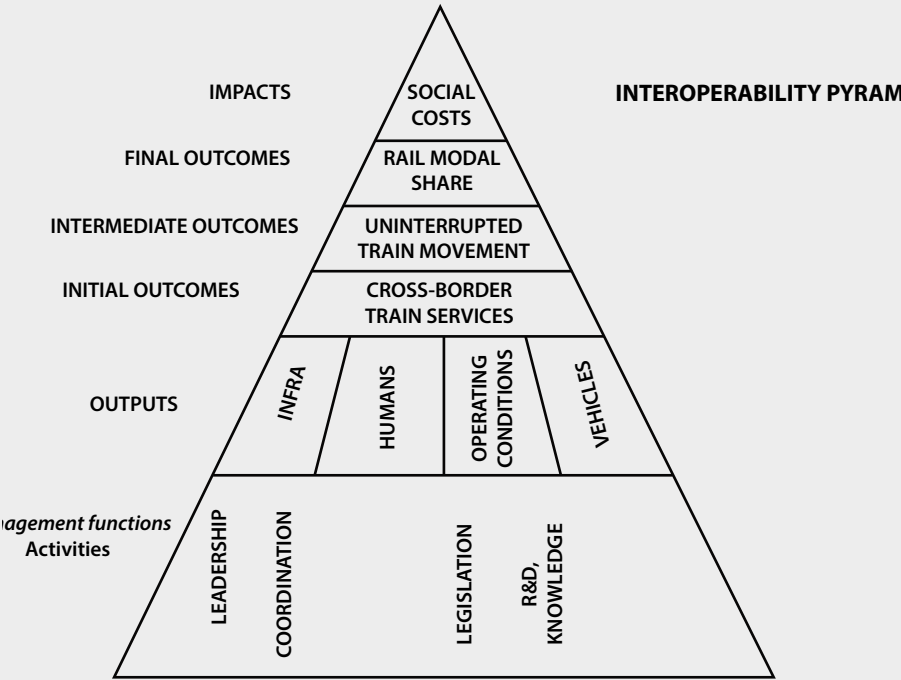 INTEROPERABILITY PYRAM
IMPACTS
SOCIAL
COSTS
FINAL OUTCOMES
RAIL MODAL
SHARE
INTERMEDIATE OUTCOMES
UNINTERRUPTED
TRAIN MOVEMENT
INITIAL OUTCOMES
CROSS-BORDER
TRAIN SERVICES
OUTPUTS
INFRA
HUMANS
OPERATING
CONDITIONS
VEHICLES
agement functions
Activities
LEADERSHIP
COORDINATION
LEGISLATION
R&D,
KNOWLEDGE